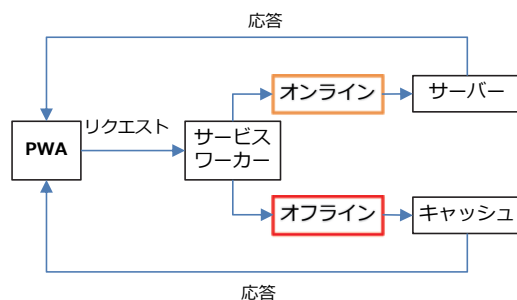 応答
オンライン
サーバー
リクエスト
PWA
サービス
ワーカー
オフライン
キャッシュ
応答